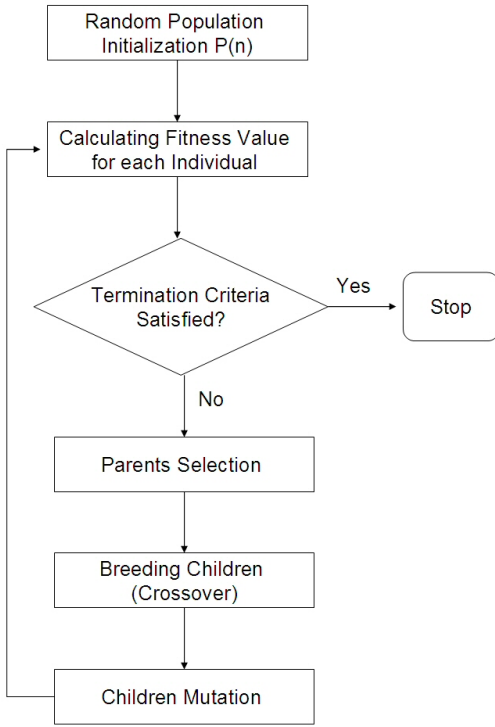 Random Population
Initialization P(n)
Calculating Fitness Value
for each Individual
Termination Criteria
Satisfied?
Yes
Stop
No
Parents Selection
Breeding Children
(Crossover)
Children Mutation